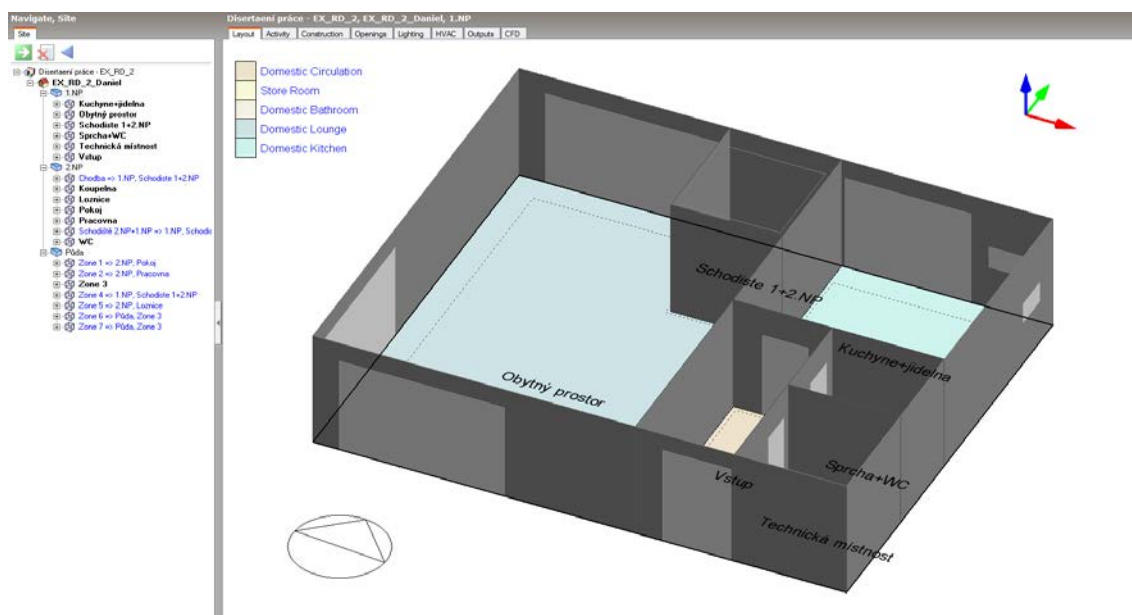 Navigate, Site
Site
Disertaení práce - EX_RD_2
EX_RD_2_Daniel
1.NP
Kuchyne+jidelna
Obytný prostor
Schodiste 1+2.NP
Sprcha+WC
Technická místnost
Vstup
2.NP
Chodba => 1.NP, Schodiste 1+2.NP
Koupelna
Loznice
Pokoj
Pracovna
Schodiště 2.NP+1.NP => 1.NP, Schodi
WC
Půda
Zone 1 => 2.NP, Pokoj
Zone 2 => 2.NP, Pracovna
Zone 3
Zone 4 => 1.NP, Schodiste 1+2.NP
Zone 5 => 2.NP, Loznice
Zone 6 => Půda, Zone 3
Zone 7 => Půda, Zone 3
Disertaení práce - EX_RD_2, EX_RD_2_Daniel, 1.NP
Layout Activity Construction Openings Lighting HVAC Outputs CFD
Domestic Circulation
Store Room
Domestic Bathroom
Domestic Lounge
Domestic Kitchen
Schodiste 1+2.NP
Kuchyne+jidelna
Obytný prostor
Vstup
Sprcha+WC
Technická místnost